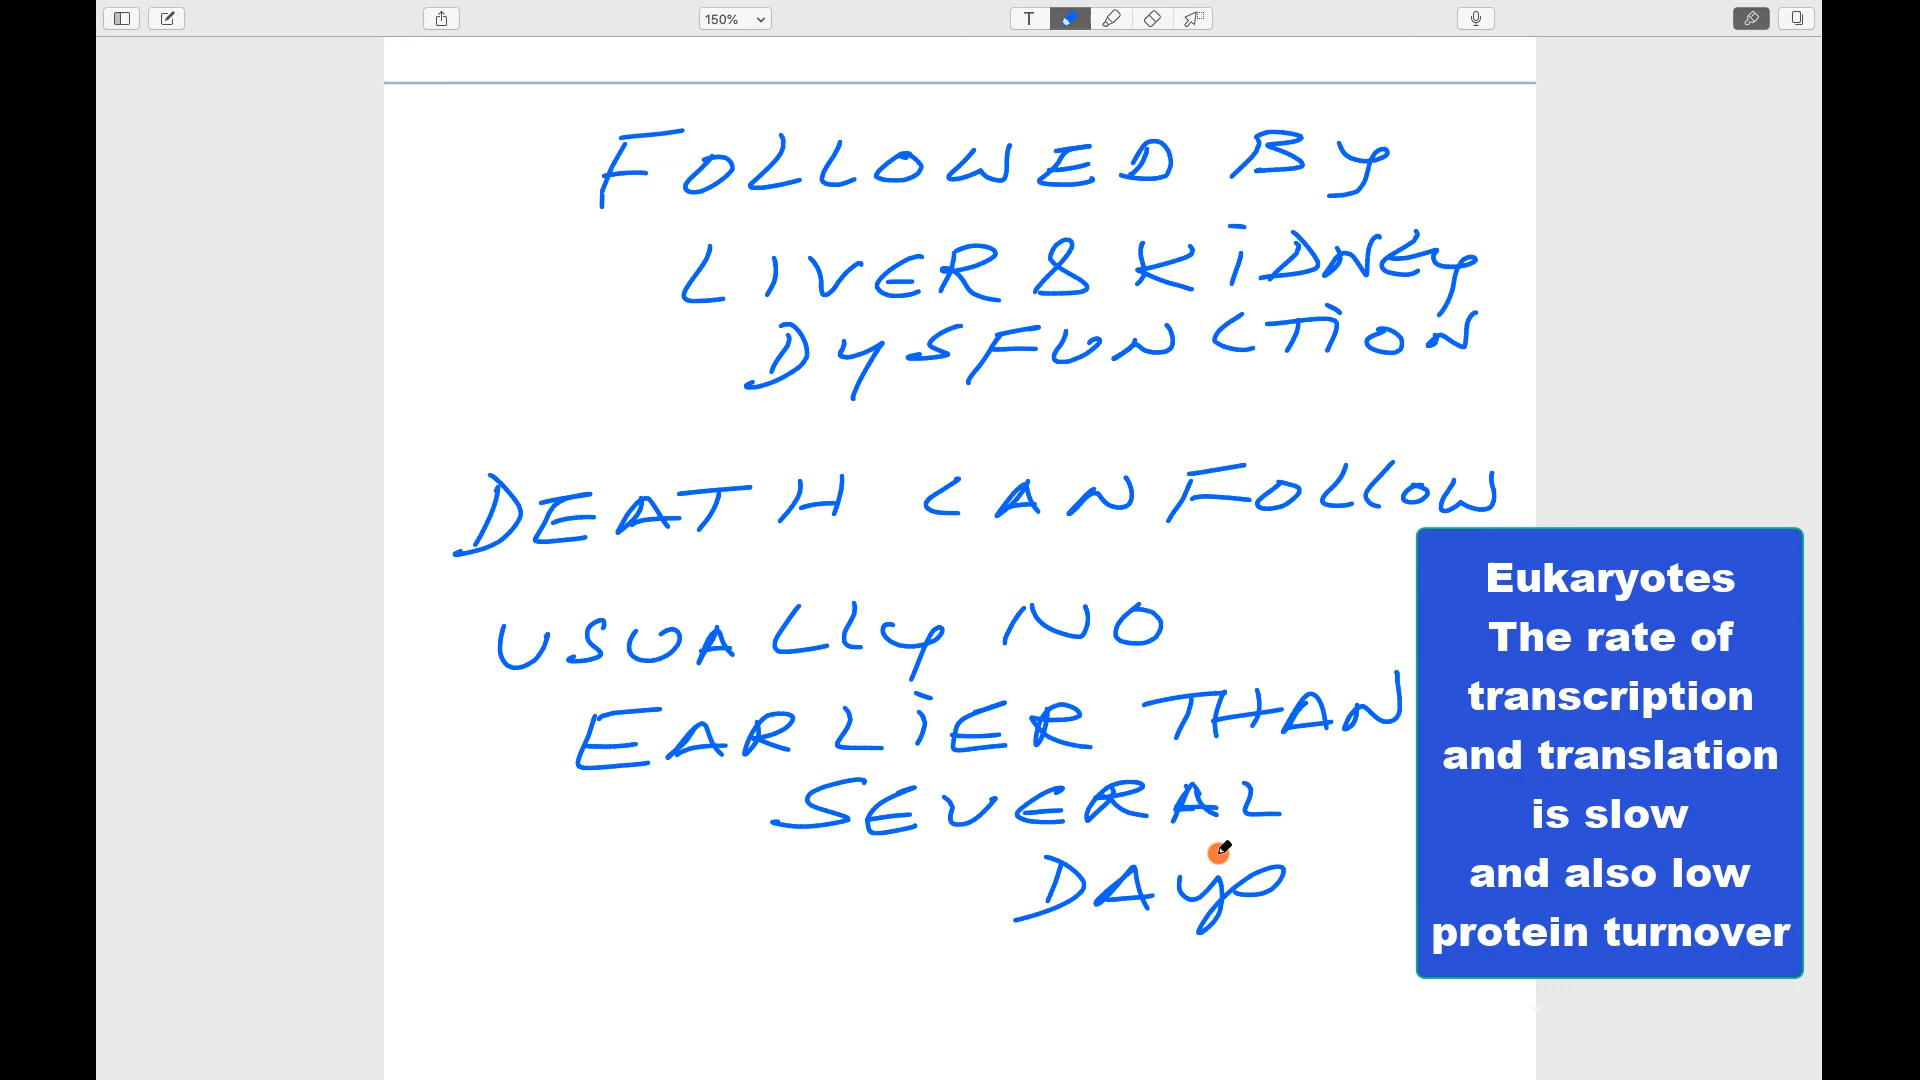 150%
T
FOLLOWED BY
LIVER & KIDNEY
DYSFUNCTION
DEATH CAN FOLLOW
USUALLY NO
EARLIER THAN
SEVERAL
DAYS
Eukaryotes
The rate of
transcription
and translation
is slow
and also low
protein turnover